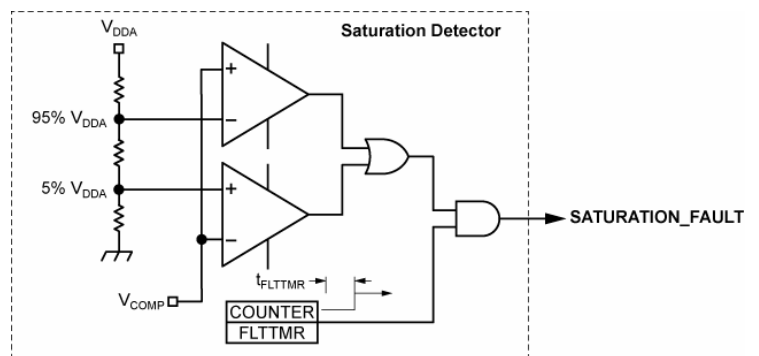 V_DDA
Saturation Detector
95% V_DDA
5% V_DDA
+
−
+
−
t_FLTTMR
V_COMP
COUNTER
FLTTMR
SATURATION_FAULT